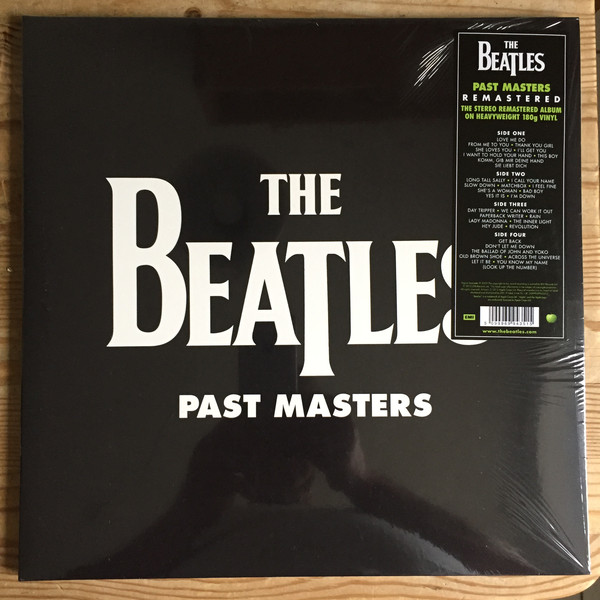 THE
BEATLES
PAST MASTERS
THE
BEATLES
PAST MASTERS
REMASTERED
THE STEREO REMASTERED ALBUM
ON HEAVYWEIGHT 180g VINYL
SIDE ONE
LOVE ME DO
FROM ME TO YOU • THANK YOU GIRL
SHE LOVES YOU • I'LL GET YOU
I WANT TO HOLD YOUR HAND • THIS BOY
KOMM, GIB MIR DEINE HAND
SIE LIEBT DICH
SIDE TWO
LONG TALL SALLY • I CALL YOUR NAME
SLOW DOWN • MATCHBOX • I FEEL FINE
SHE'S A WOMAN • BAD BOY
YES IT IS • I'M DOWN
SIDE THREE
DAY TRIPPER • WE CAN WORK IT OUT
PAPERBACK WRITER • RAIN
LADY MADONNA • THE INNER LIGHT
HEY JUDE • REVOLUTION
SIDE FOUR
GET BACK
DON'T LET ME DOWN
THE BALLAD OF JOHN AND YOKO
OLD BROWN SHOE • ACROSS THE UNIVERSE
LET IT BE • YOU KNOW MY NAME
(LOOK UP THE NUMBER)
EMI
www.thebeatles.com